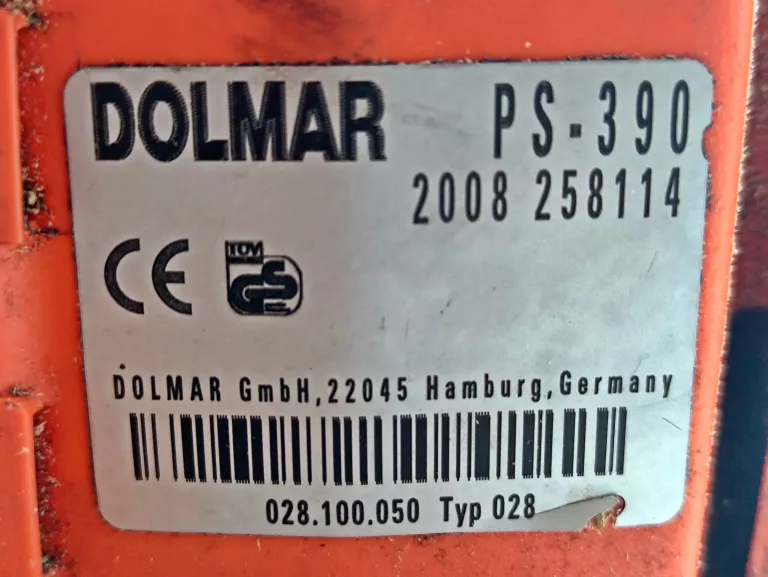 DOLMAR PS-390
2008 258114
CE TÜV GS
DOLMAR GmbH,22045 Hamburg,Germany
028.100.050 Typ 028